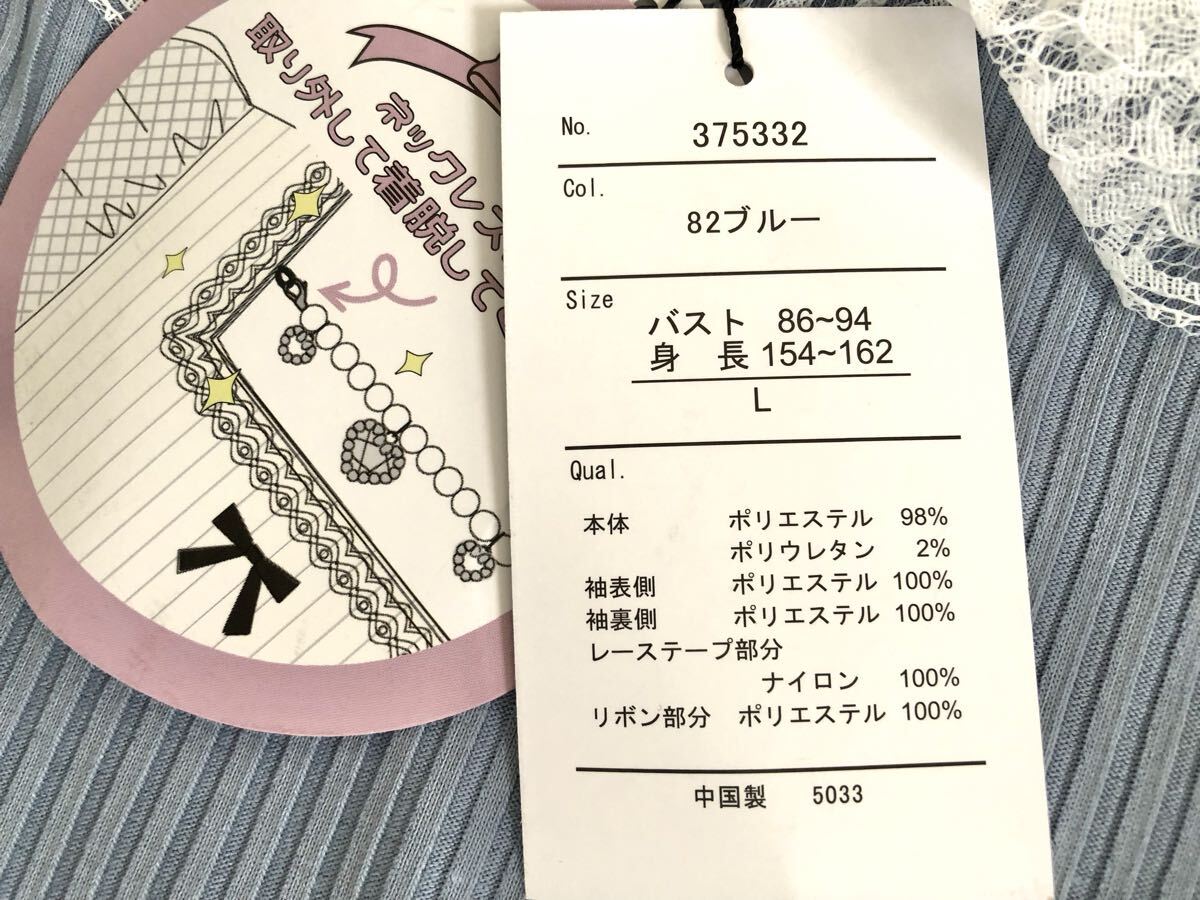 ネックレス
取り外して着脱して
No. 375332
Col.
82ブルー
Size
バスト 86~94
身 長 154~162
L
Qual.
本体 ポリエステル 98%
ポリウレタン 2%
袖表側 ポリエステル 100%
袖裏側 ポリエステル 100%
レーステープ部分
ナイロン 100%
リボン部分 ポリエステル 100%
中国製 5033